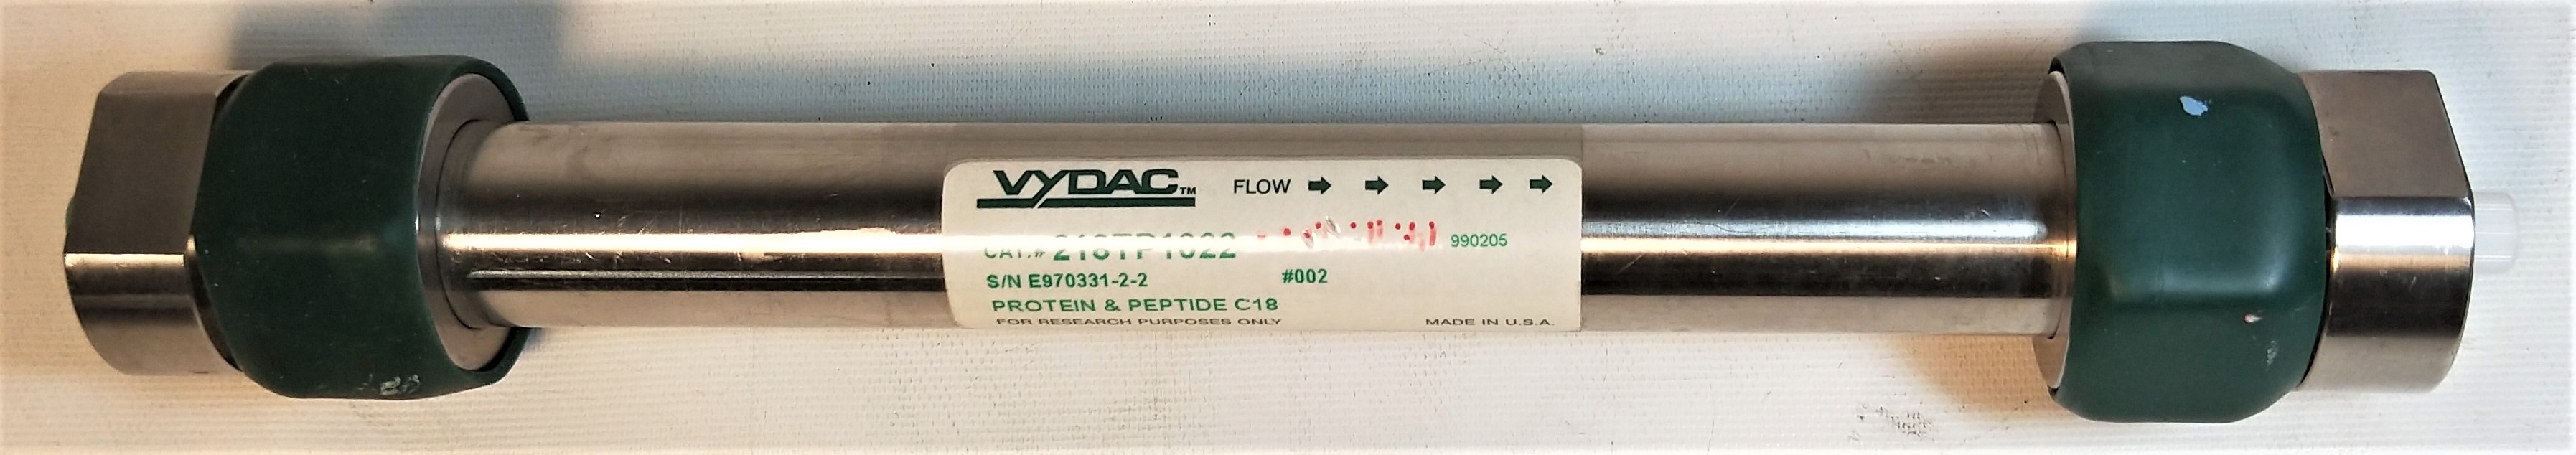 VYDAC™ FLOW → → → → →
CAT.# 218TP1022 990205
S/N E970331-2-2 #002
PROTEIN & PEPTIDE C18
FOR RESEARCH PURPOSES ONLY MADE IN U.S.A.